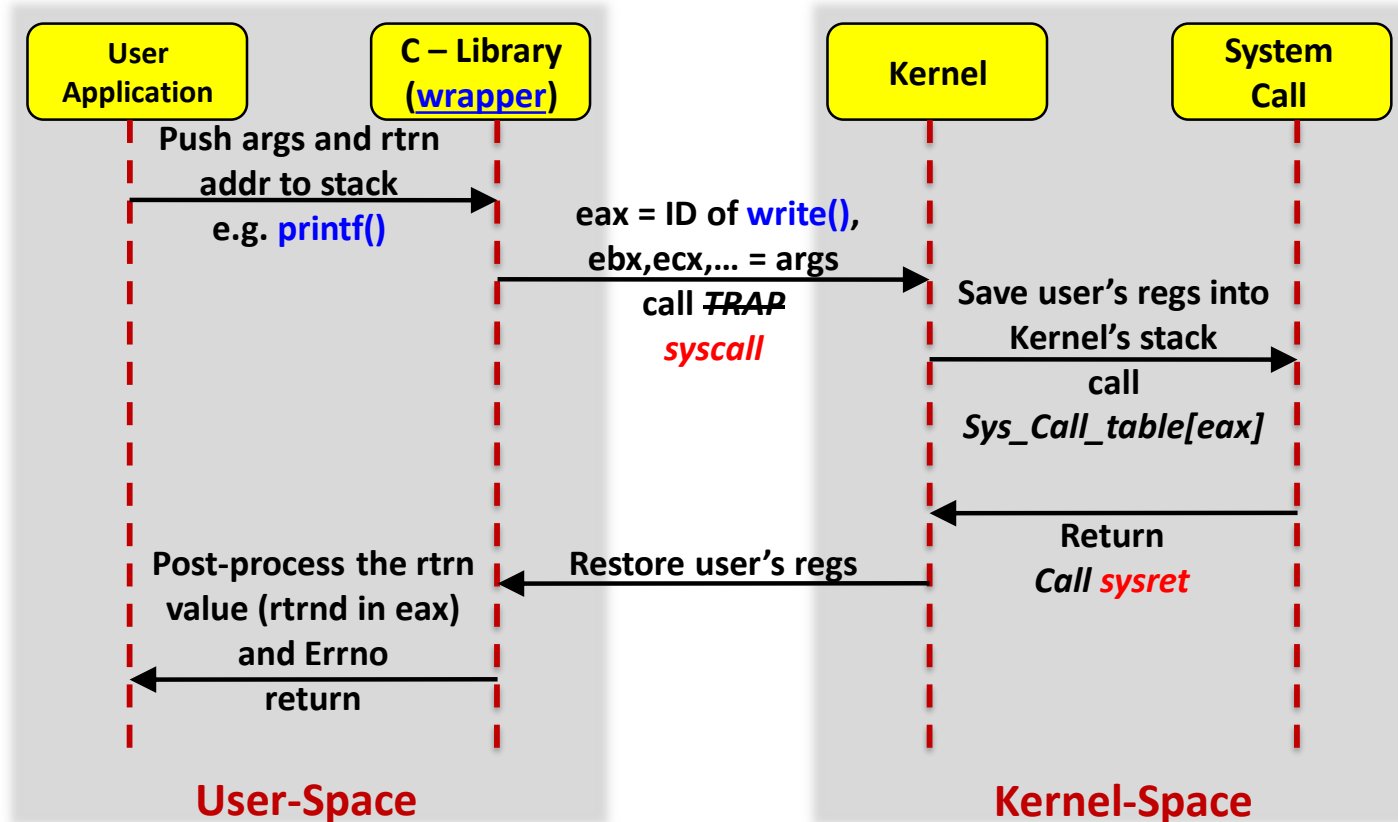 User
Application
C – Library
(wrapper)
Kernel
System
Call
Push args and rtrn
addr to stack
e.g. printf()
eax = ID of write(),
ebx,ecx,... = args
call TRAP
syscall
Save user's regs into
Kernel's stack
call
Sys_Call_table[eax]
Return
Call sysret
Restore user's regs
Post-process the rtrn
value (rtrnd in eax)
and Errno
return
User-Space
Kernel-Space